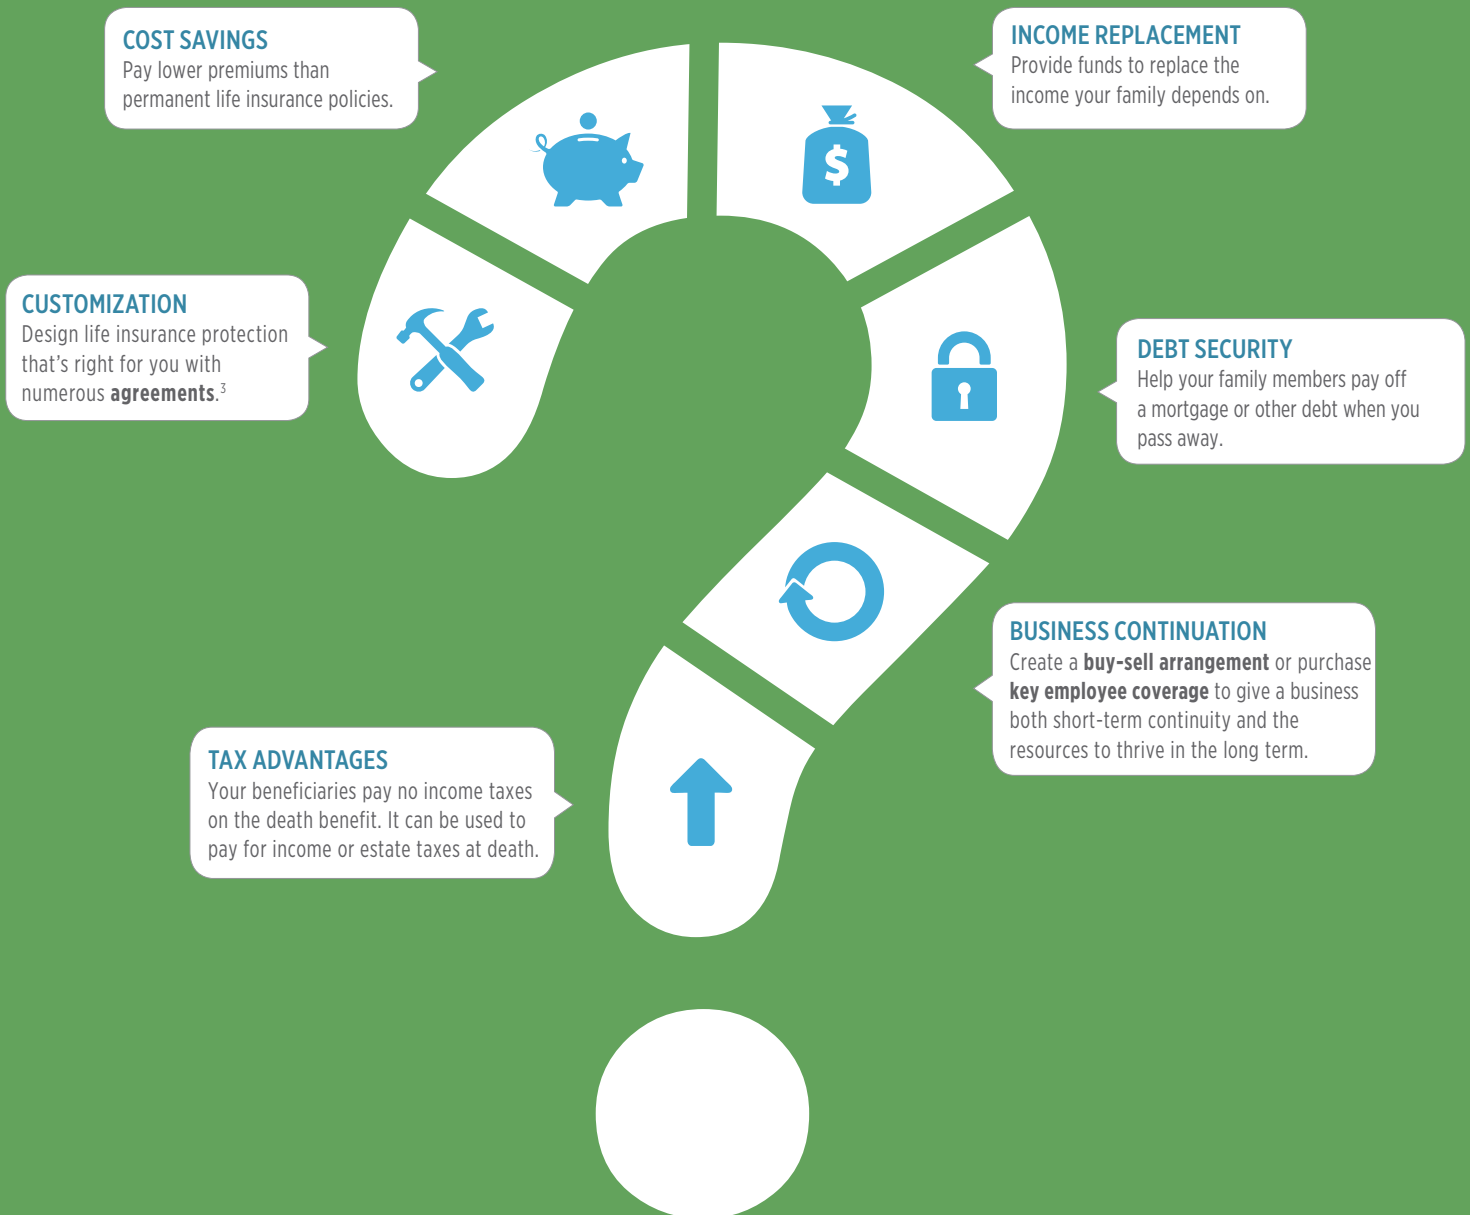 COST SAVINGS
Pay lower premiums than
permanent life insurance policies.
INCOME REPLACEMENT
Provide funds to replace the
income your family depends on.
$
CUSTOMIZATION
Design life insurance protection
that’s right for you with
numerous agreements.³
DEBT SECURITY
Help your family members pay off
a mortgage or other debt when you
pass away.
BUSINESS CONTINUATION
Create a buy-sell arrangement or purchase
key employee coverage to give a business
both short-term continuity and the
resources to thrive in the long term.
TAX ADVANTAGES
Your beneficiaries pay no income taxes
on the death benefit. It can be used to
pay for income or estate taxes at death.